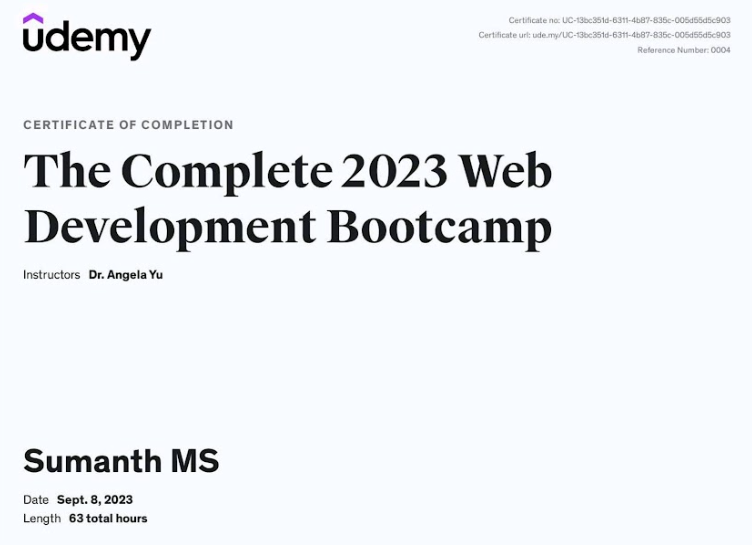 udemy
Certificate no: UC-13bc351d-6311-4b87-835c-005d55d5c903
Certificate url: ude.my/UC-13bc351d-6311-4b87-835c-005d55d5c903
Reference Number: 0004
CERTIFICATE OF COMPLETION
The Complete 2023 Web
Development Bootcamp
Instructors Dr. Angela Yu
Sumanth MS
Date Sept. 8, 2023
Length 63 total hours